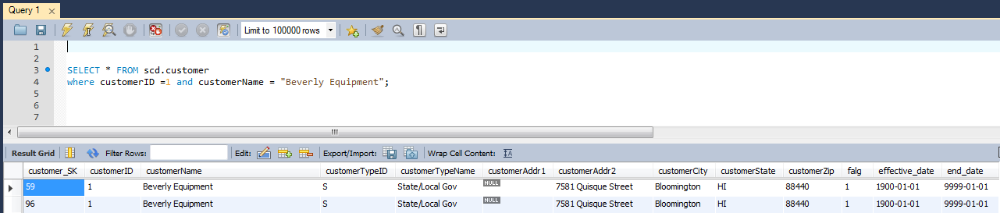 Query 1
Limit to 100000 rows
1
2
3 SELECT * FROM scd.customer
4 where customerID =1 and customerName = "Beverly Equipment";
5
6
7
Result Grid Filter Rows: Edit: Export/Import: Wrap Cell Content:
customer_SK customerID customerName customerTypeID customerTypeName customerAddr1 customerAddr2 customerCity customerState customerZip falg effective_date end_date
59 1 Beverly Equipment S State/Local Gov NULL 7581 Quisque Street Bloomington HI 88440 1 1900-01-01 9999-01-01
96 1 Beverly Equipment S State/Local Gov NULL 7581 Quisque Street Bloomington HI 88440 1 1900-01-01 9999-01-01